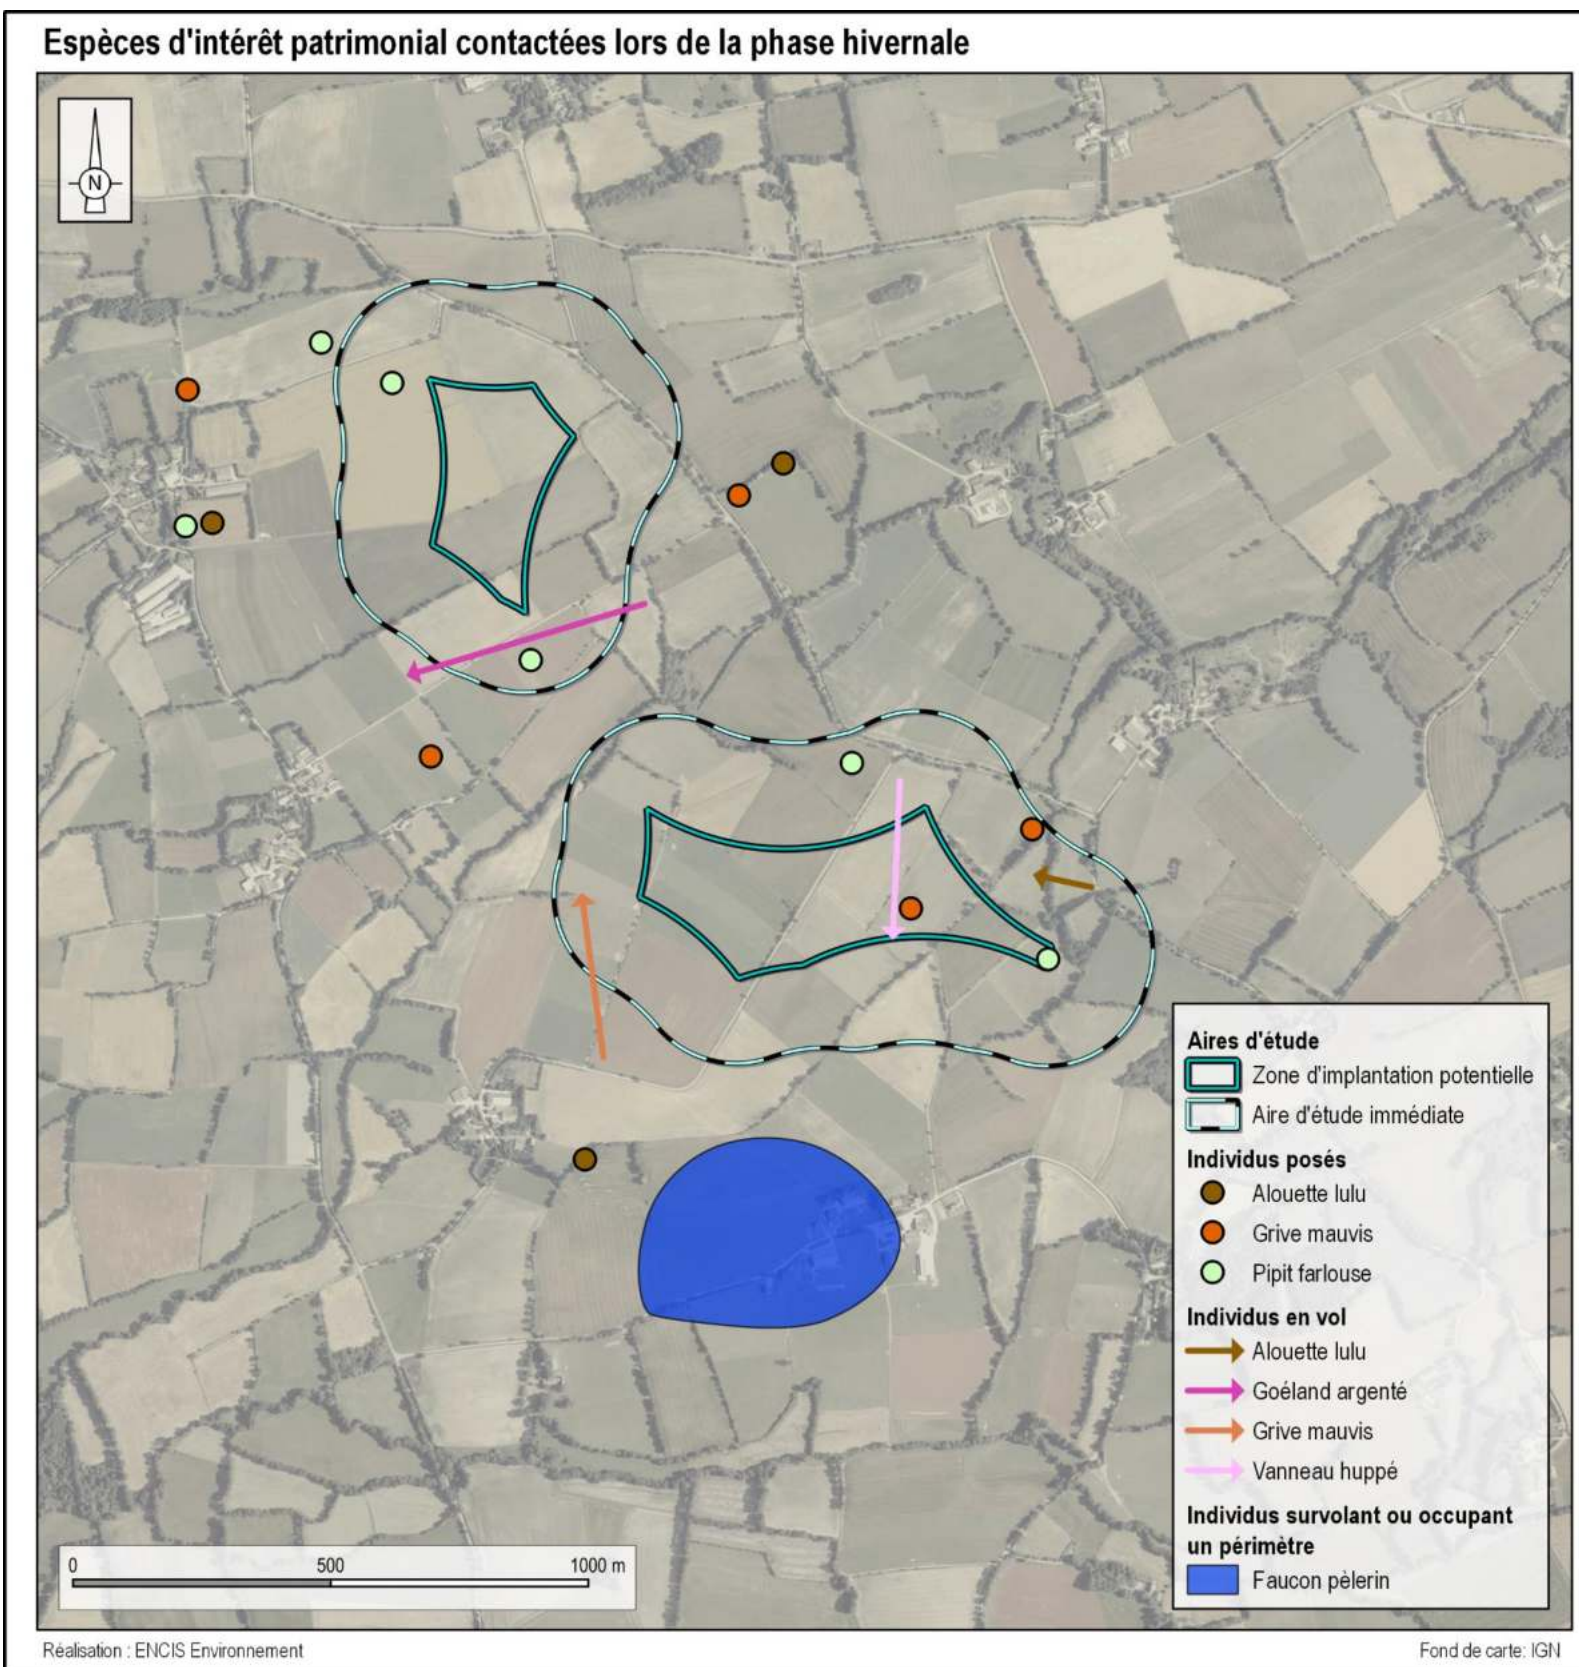 Espèces d'intérêt patrimonial contactées lors de la phase hivernale
N
Aires d'étude
Zone d'implantation potentielle
Aire d'étude immédiate
Individus posés
Alouette lulu
Grive mauvis
Pipit farlouse
Individus en vol
Alouette lulu
Goéland argenté
Grive mauvis
Vanneau huppé
Individus survolant ou occupant
un périmètre
Faucon pèlerin
0 500 1000 m
Réalisation : ENCIS Environnement
Fond de carte: IGN